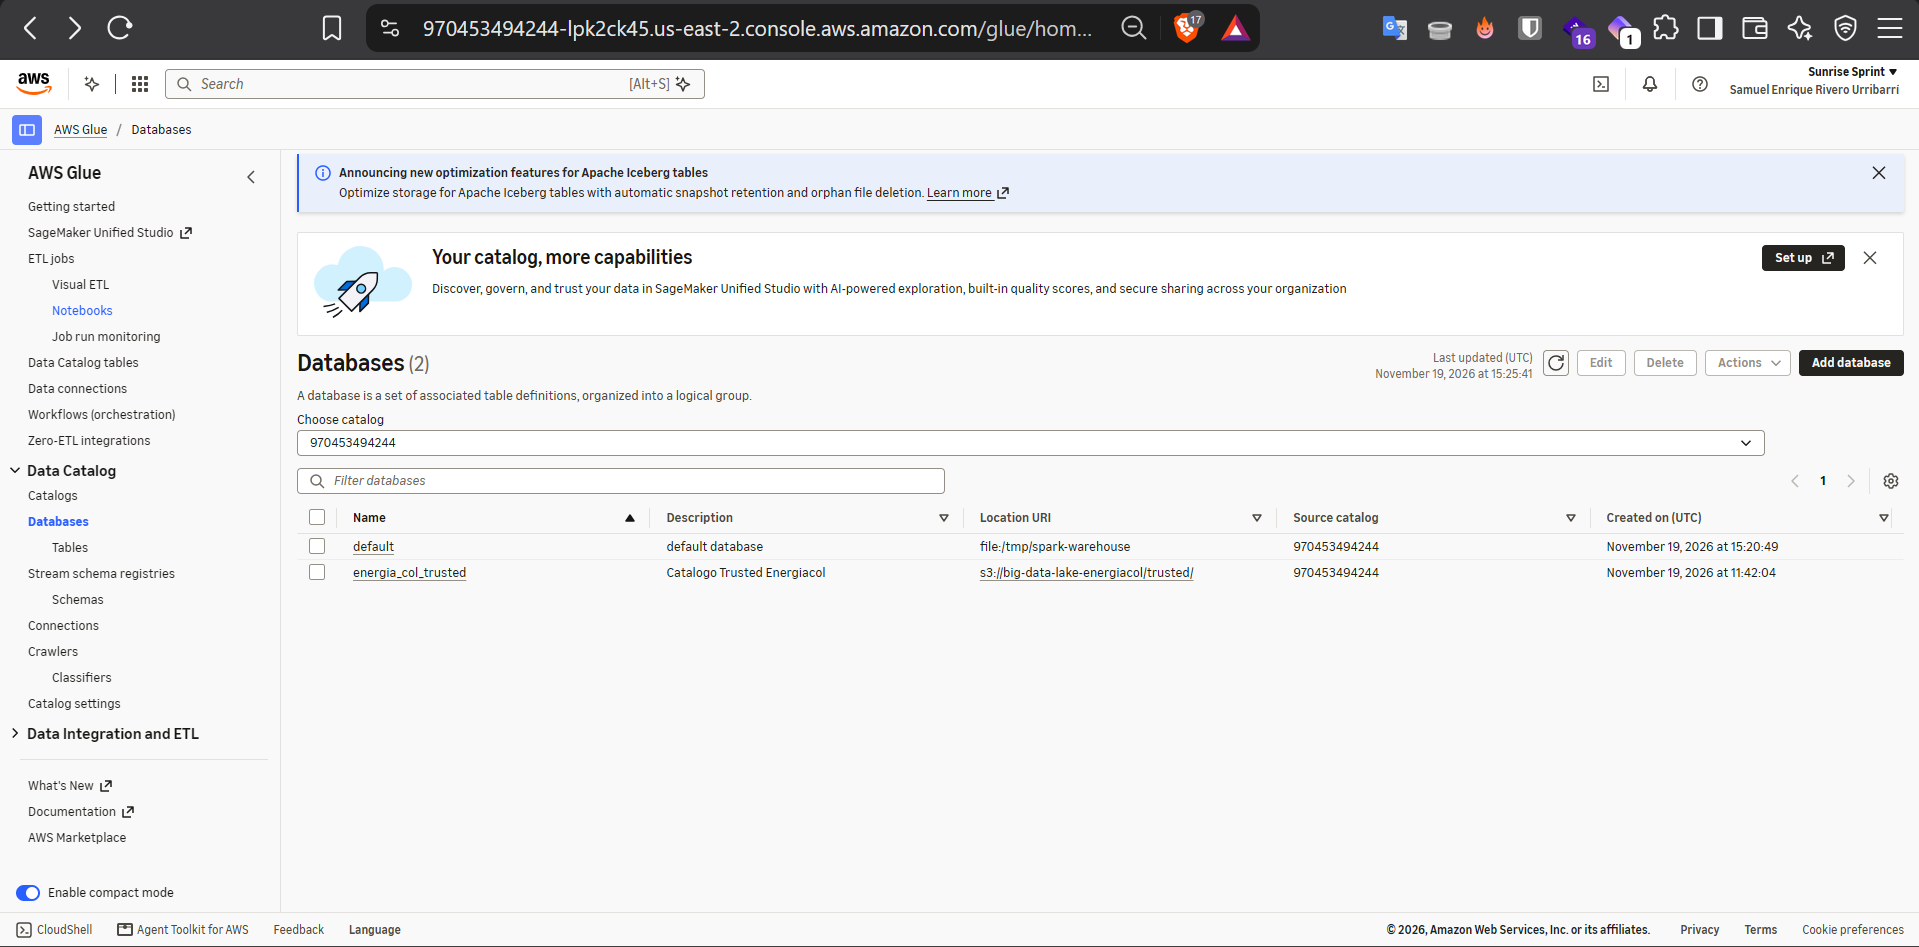 970453494244-lpk2ck45.us-east-2.console.aws.amazon.com/glue/hom...
17
16
1
aws
Search
[Alt+S]
Sunrise Sprint
Samuel Enrique Rivero Urribarrí
AWS Glue / Databases
AWS Glue
Getting started
SageMaker Unified Studio
ETL jobs
Visual ETL
Notebooks
Job run monitoring
Data Catalog tables
Data connections
Workflows (orchestration)
Zero-ETL integrations
Data Catalog
Catalogs
Databases
Tables
Stream schema registries
Schemas
Connections
Crawlers
Classifiers
Catalog settings
Data Integration and ETL
What's New
Documentation
AWS Marketplace
Enable compact mode
Announcing new optimization features for Apache Iceberg tables
Optimize storage for Apache Iceberg tables with automatic snapshot retention and orphan file deletion. Learn more
Your catalog, more capabilities
Set up
Discover, govern, and trust your data in SageMaker Unified Studio with AI-powered exploration, built-in quality scores, and secure sharing across your organization
Databases (2)
Last updated (UTC)
November 19, 2026 at 15:25:41
Edit
Delete
Actions
Add database
A database is a set of associated table definitions, organized into a logical group.
Choose catalog
970453494244
Filter databases
1
Name Description Location URI Source catalog Created on (UTC)
default default database file:/tmp/spark-warehouse 970453494244 November 19, 2026 at 15:20:49
energia_col_trusted Catalogo Trusted Energiacol s3://big-data-lake-energiacol/trusted/ 970453494244 November 19, 2026 at 11:42:04
CloudShell Agent Toolkit for AWS Feedback Language © 2026, Amazon Web Services, Inc. or its affiliates. Privacy Terms Cookie preferences